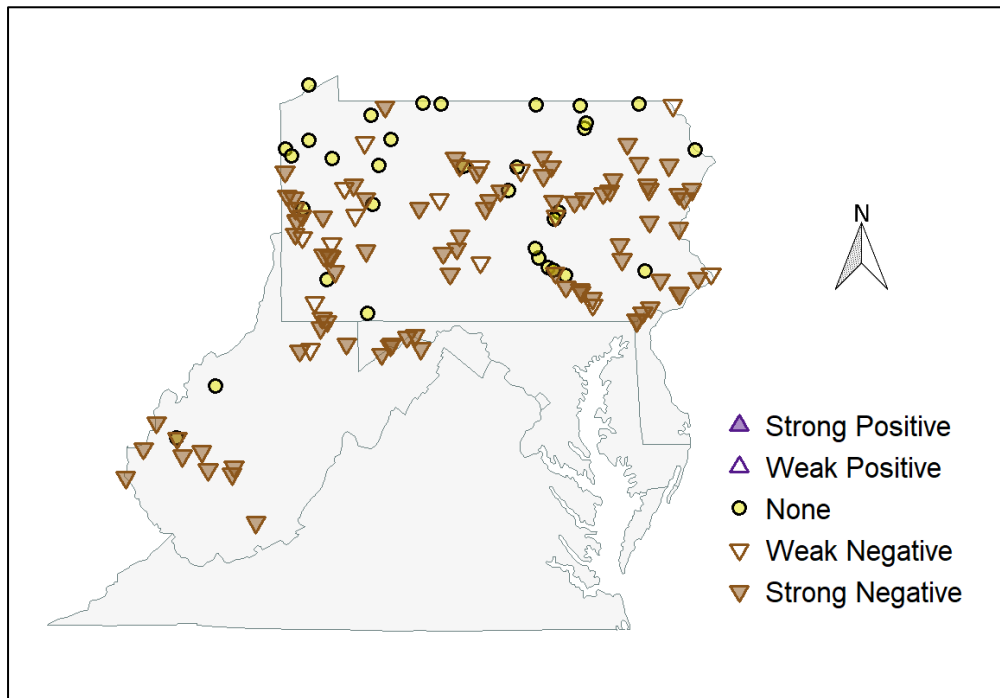 N
Strong Positive
Weak Positive
None
Weak Negative
Strong Negative